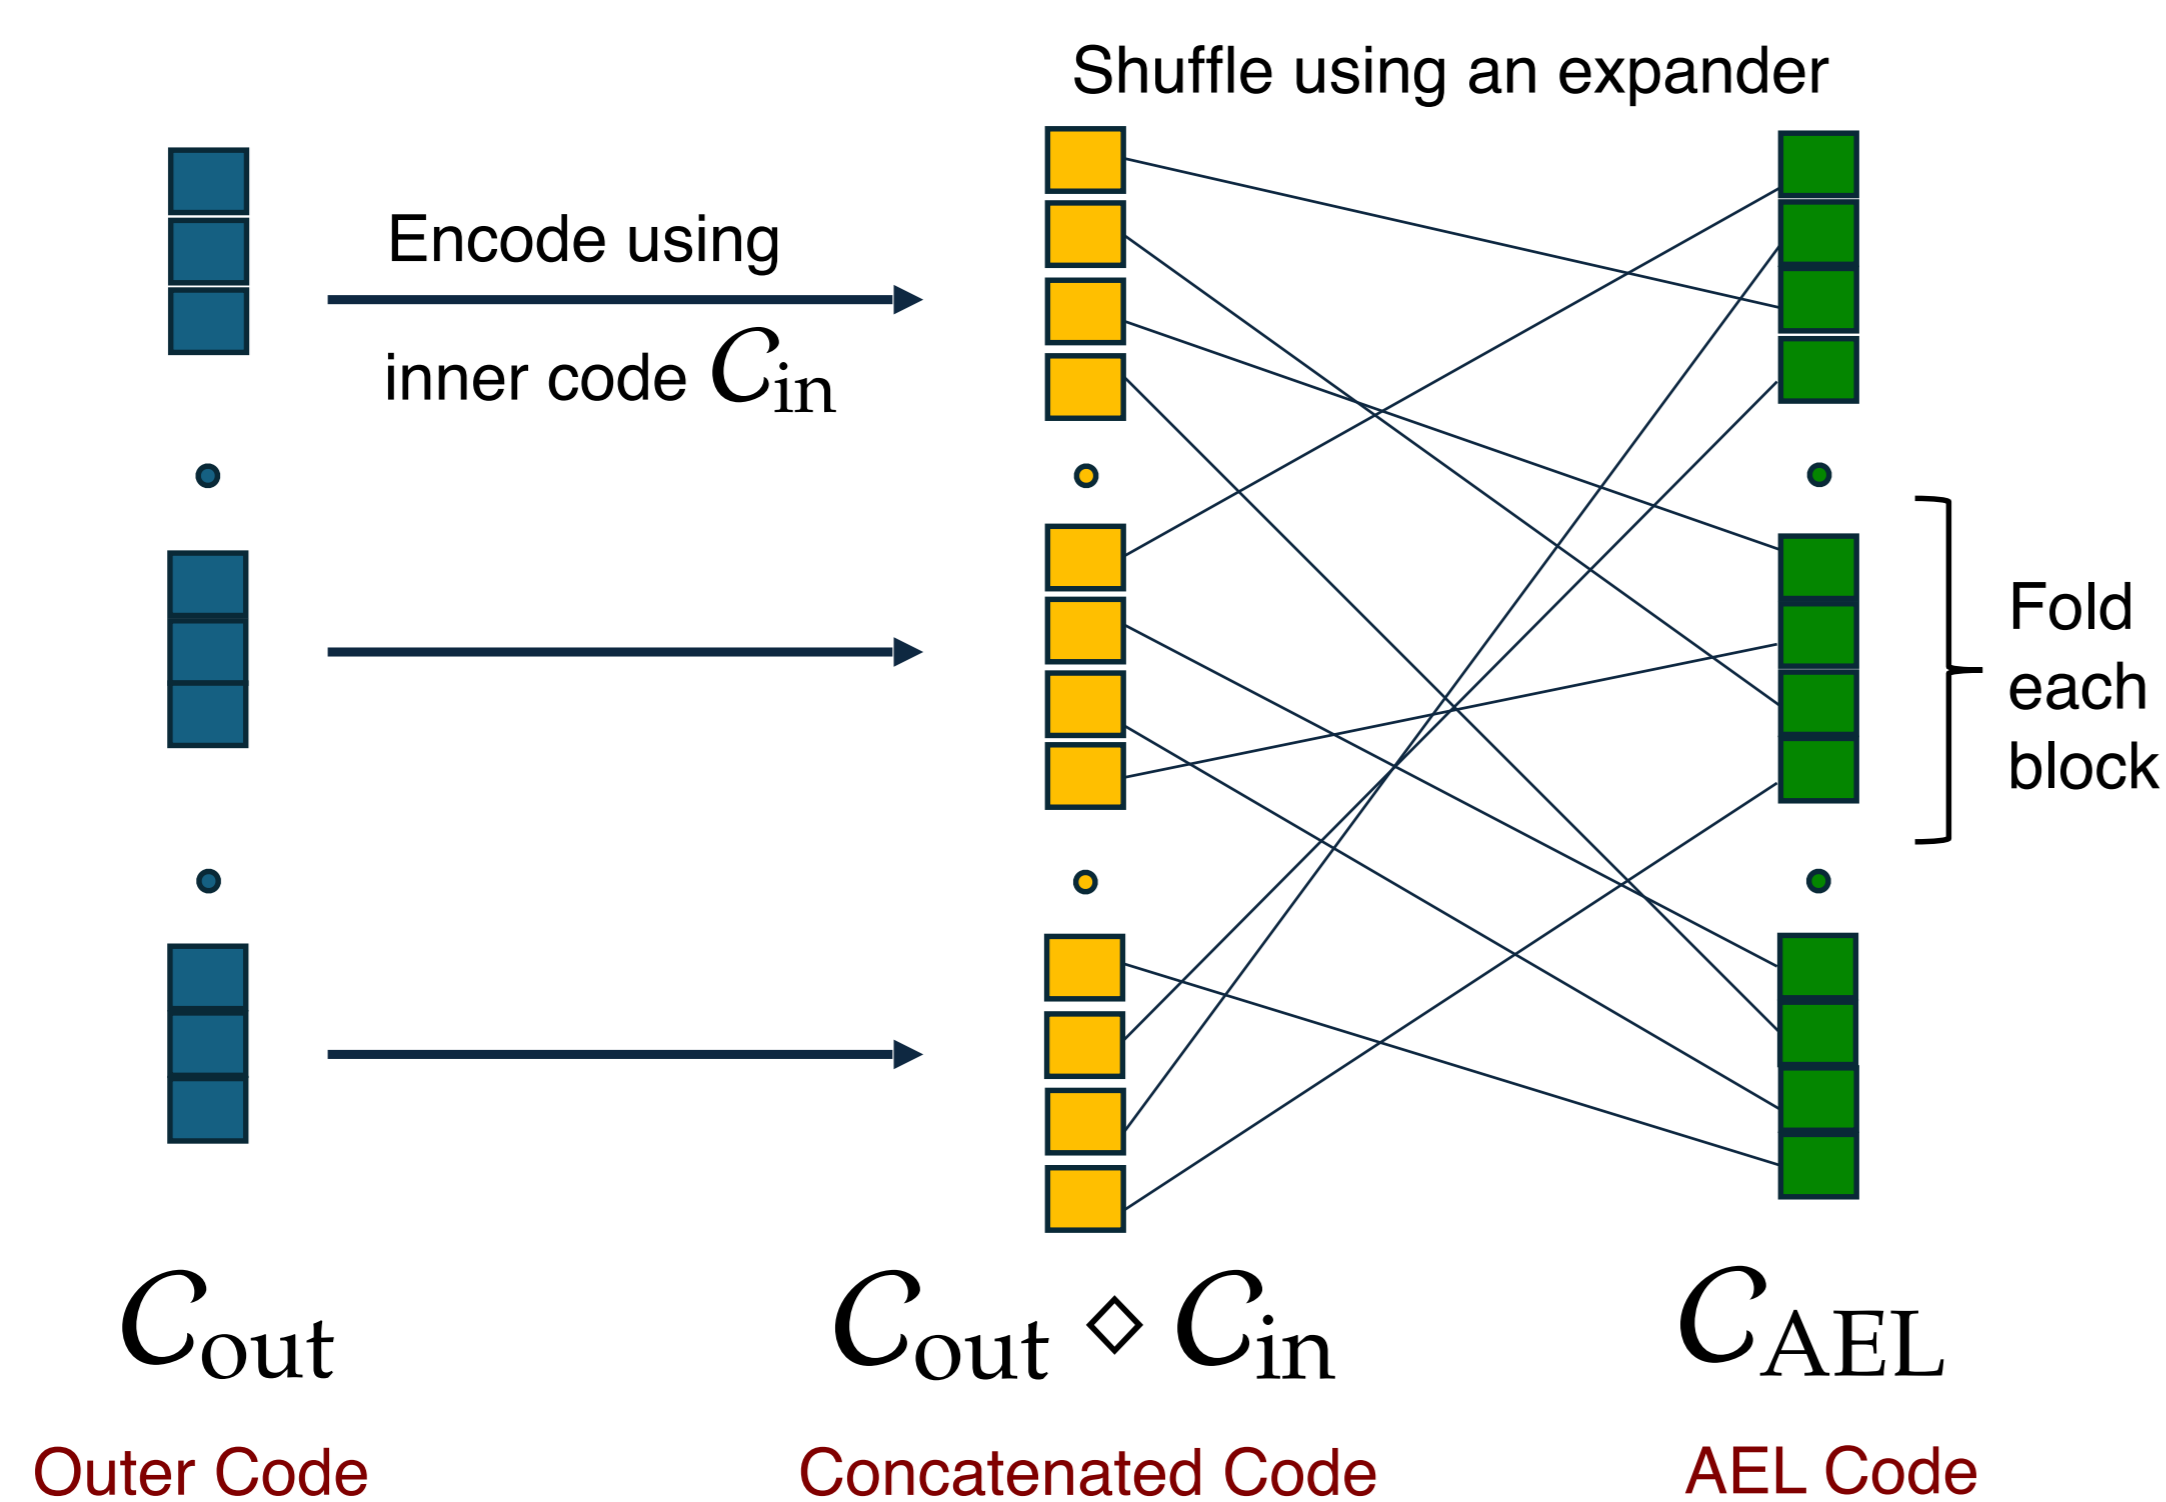 Shuffle using an expander
Encode using
inner code 𝒞in
Fold
each
block
𝒞out
𝒞out ⋄ 𝒞in
𝒞AEL
Outer Code
Concatenated Code
AEL Code